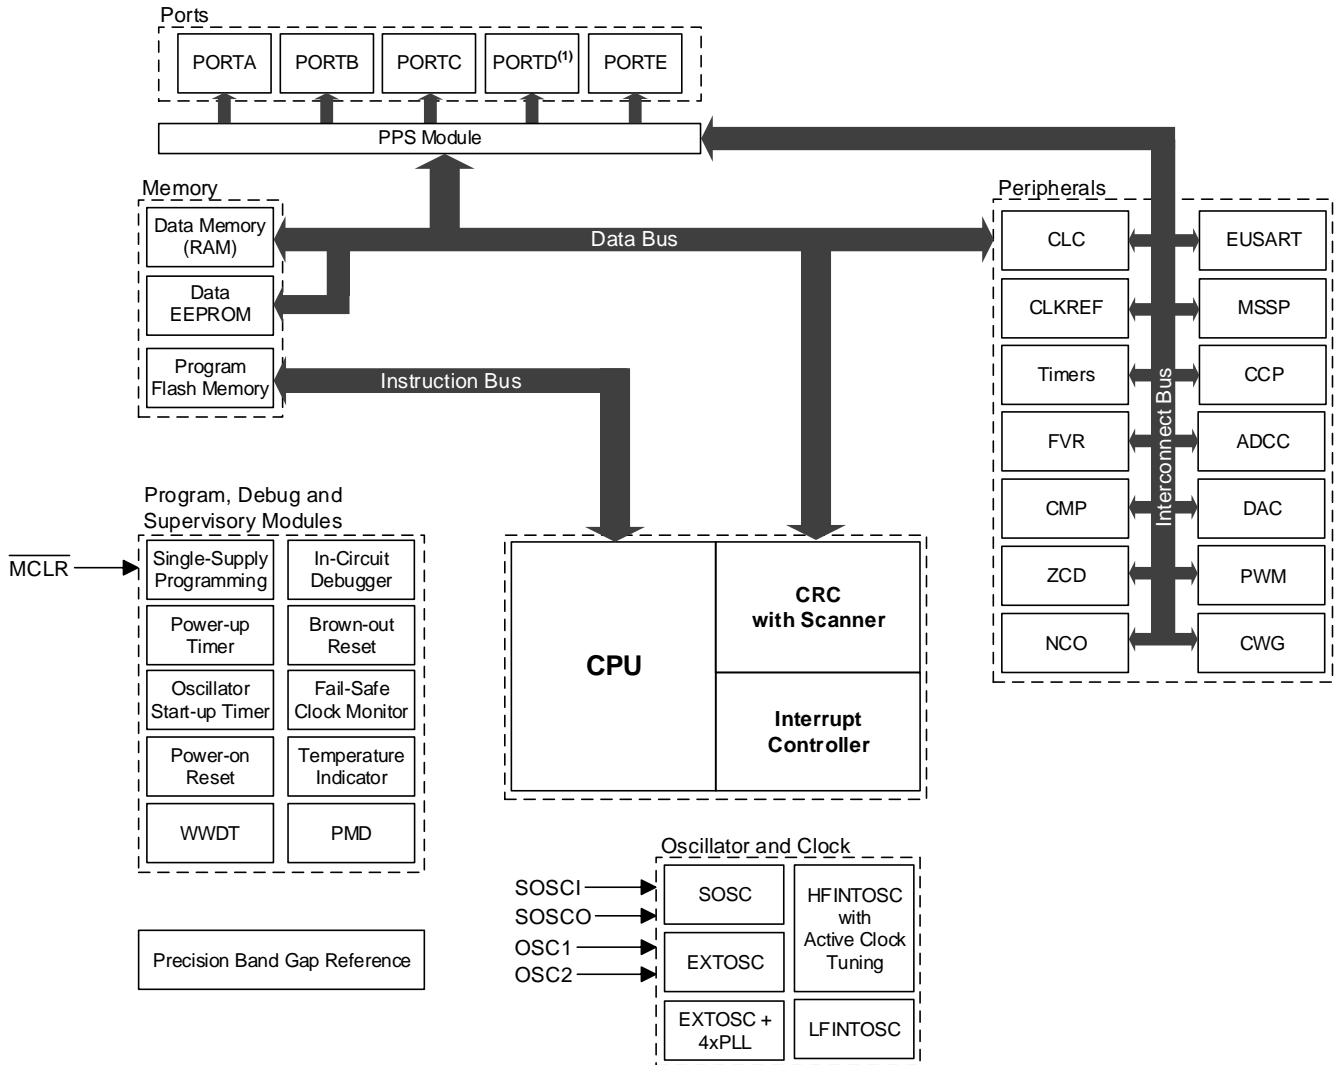 Ports
PORTA
PORTB
PORTC
PORTD(1)
PORTE
PPS Module
Memory
Data Memory
(RAM)
Data
EEPROM
Program
Flash Memory
Data Bus
Instruction Bus
Peripherals
CLC
EUSART
CLKREF
MSSP
Timers
CCP
FVR
ADCC
CMP
DAC
ZCD
PWM
NCO
CWG
Interconnect Bus
Program, Debug and
Supervisory Modules
MCLR
Single-Supply
Programming
In-Circuit
Debugger
Power-up
Timer
Brown-out
Reset
Oscillator
Start-up Timer
Fail-Safe
Clock Monitor
Power-on
Reset
Temperature
Indicator
WWDT
PMD
CPU
CRC
with Scanner
Interrupt
Controller
Precision Band Gap Reference
Oscillator and Clock
SOSCI
SOSCO
OSC1
OSC2
SOSC
HFINTOSC
with
Active Clock
Tuning
EXTOSC
EXTOSC +
4xPLL
LFINTOSC